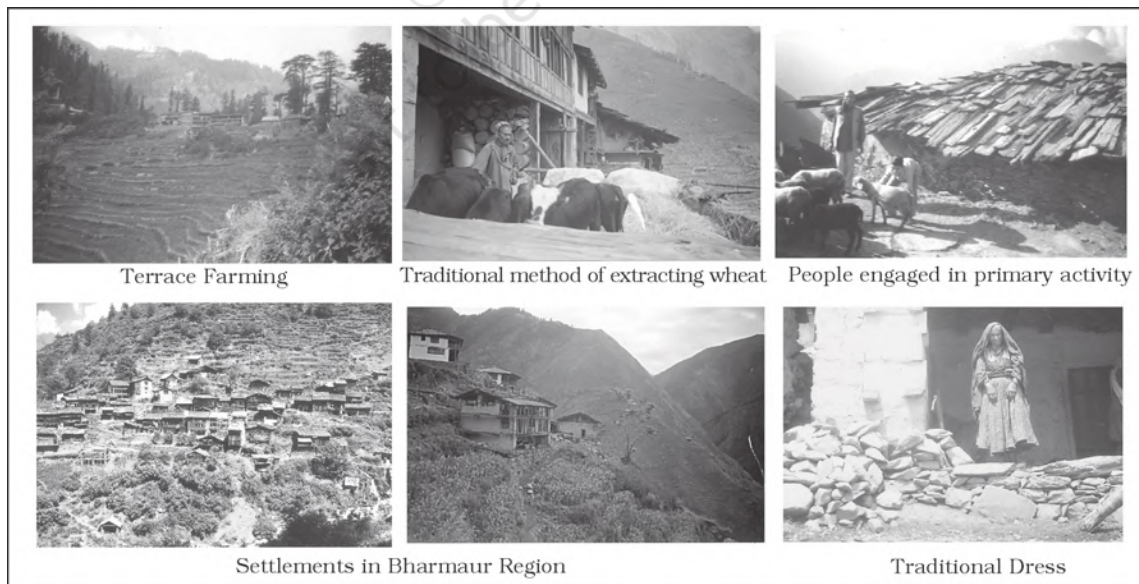 Terrace Farming
Traditional method of extracting wheat
People engaged in primary activity
Settlements in Bharmaur Region
Traditional Dress